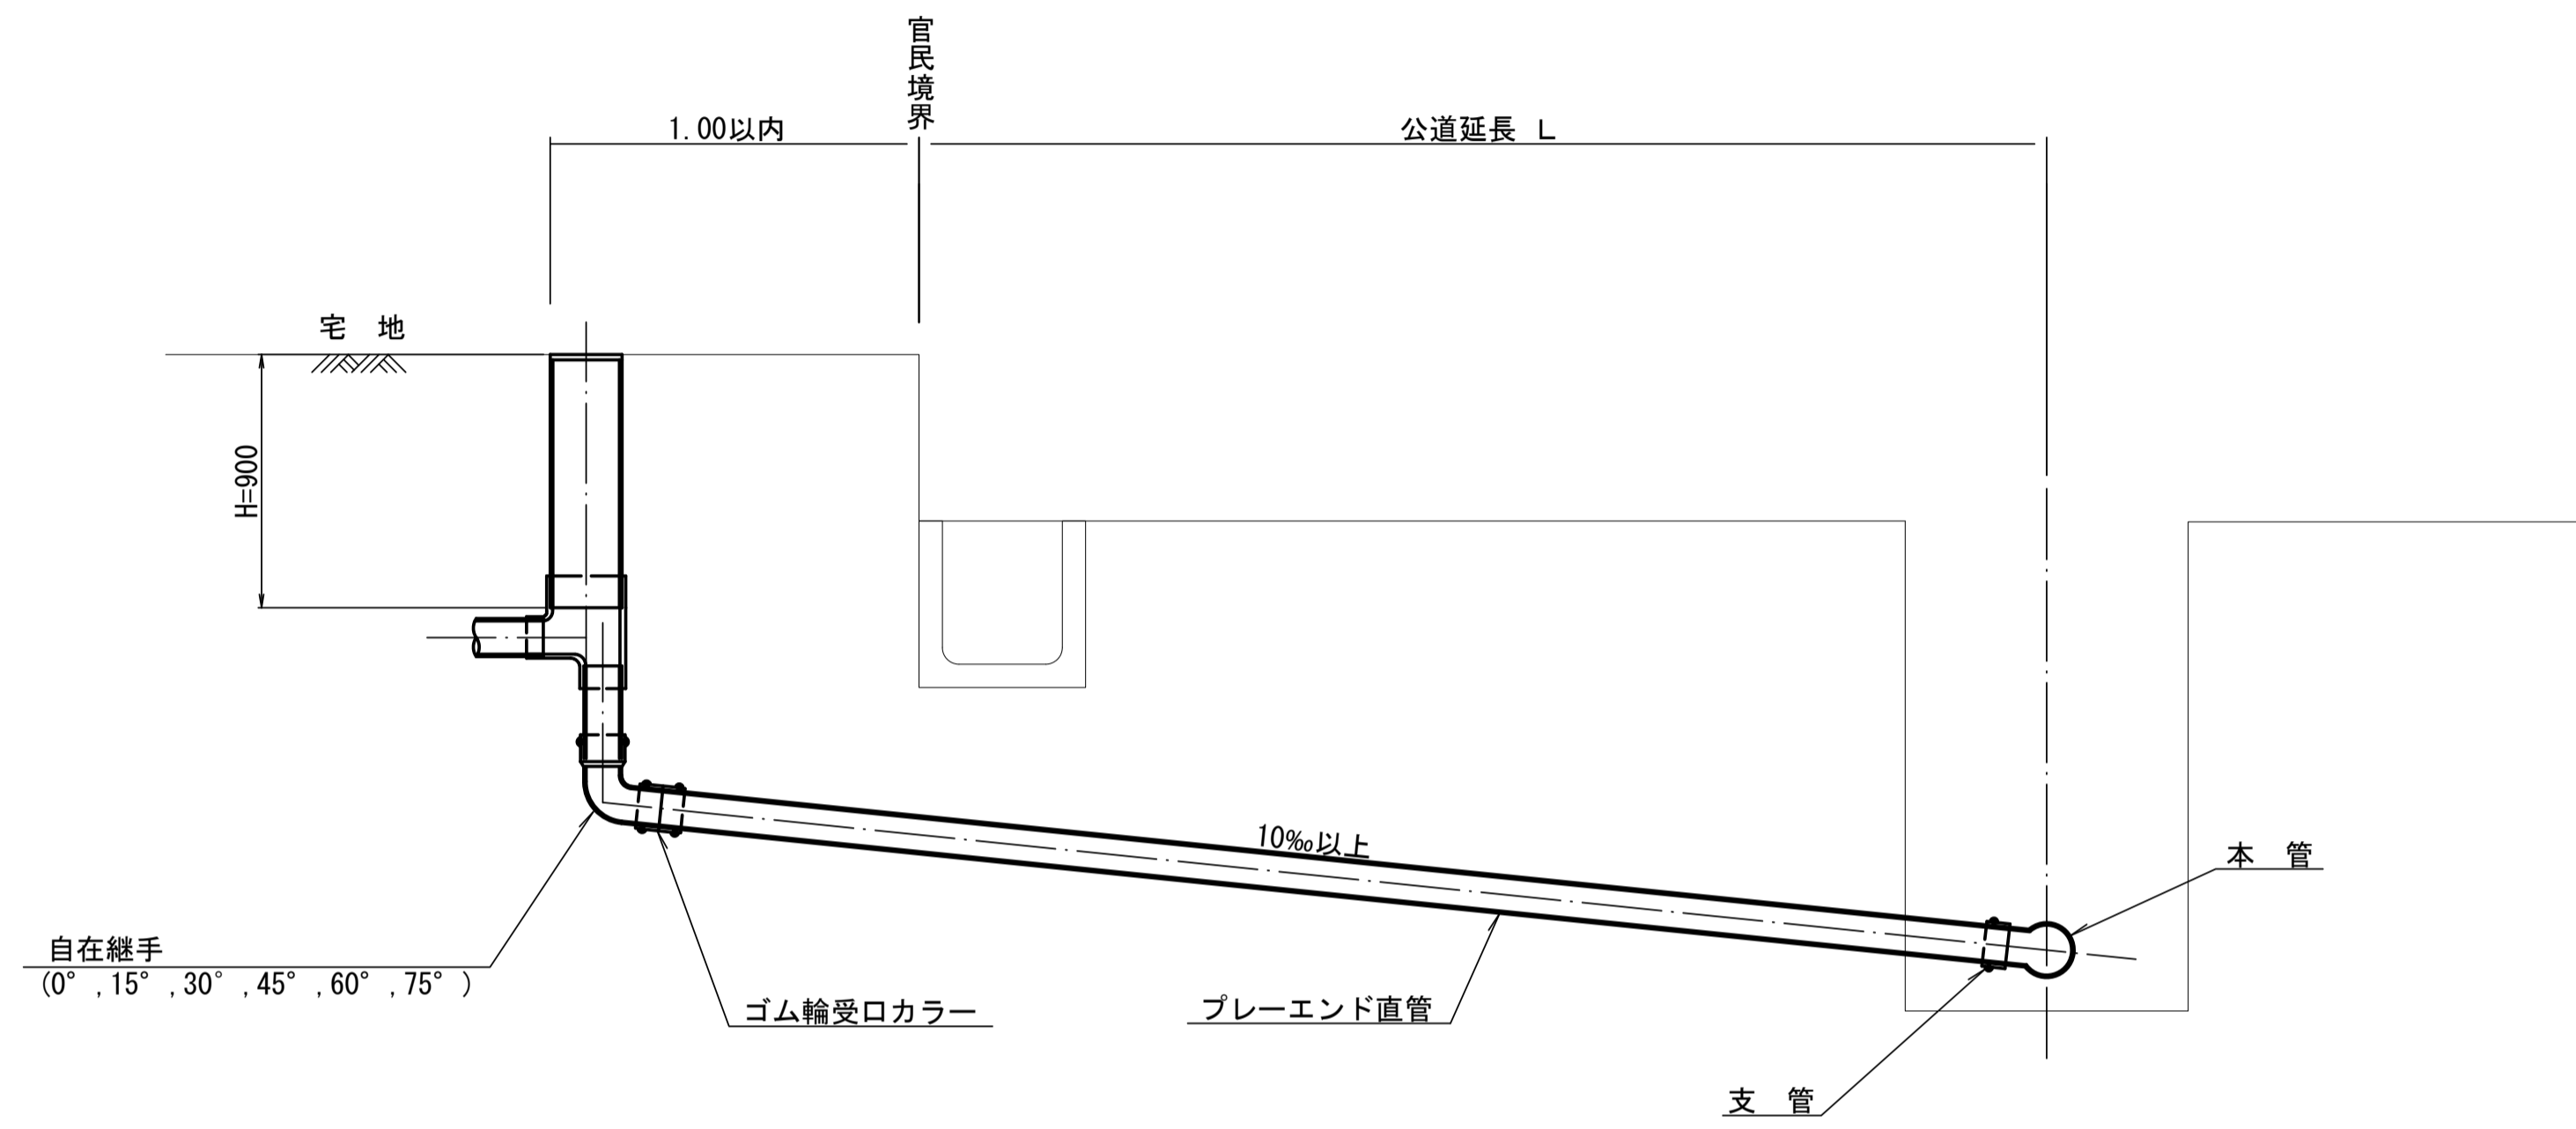 官民境界
1.00以内
公道延長 L
宅 地
H=900
10‰以上
本 管
自在継手
(0° ,15° ,30° ,45° ,60° ,75° )
ゴム輪受口カラー
プレーエンド直管
支 管